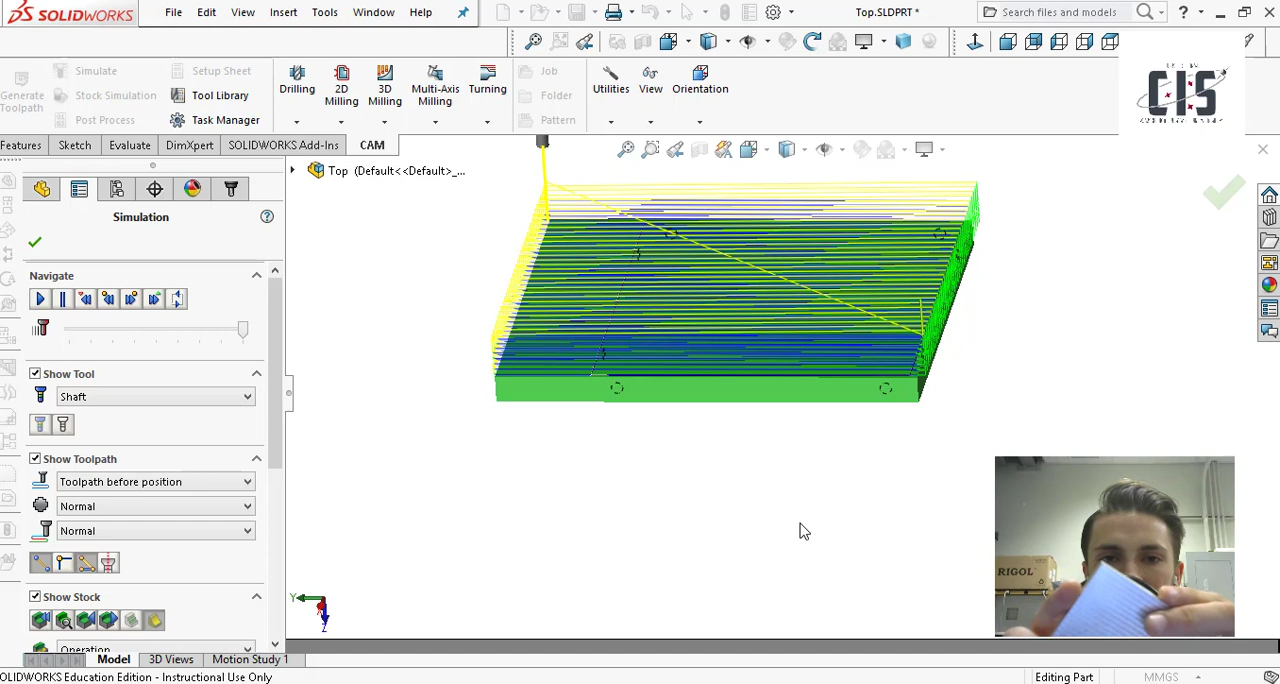 SOLIDWORKS File Edit View Insert Tools Window Help Top.SLDPRT * Search files and models
Generate Toolpath
Simulate
Stock Simulation
Post Process
Setup Sheet
Tool Library
Task Manager
Drilling
2D Milling
3D Milling
Multi-Axis Milling
Turning
Job
Folder
Pattern
Utilities
View
Orientation
CIS
Features Sketch Evaluate DimXpert SOLIDWORKS Add-Ins CAM
Top (Default<<Default>_...
Simulation
Navigate
Show Tool
Shaft
Show Toolpath
Toolpath before position
Normal
Normal
Show Stock
Operation
Y
Z
RIGOL
Model 3D Views Motion Study 1
OLIDWORKS Education Edition - Instructional Use Only Editing Part MMGS